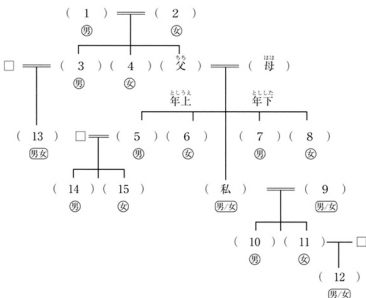 ( 1 ) ( 2 )
男 女
( 3 ) ( 4 ) ( 父 ) ( 母 )
ちち はは
男 女
としうえ とした
年上 年下
( 13 ) ( 5 ) ( 6 ) ( 7 ) ( 8 )
男女 男 女 男 女
( 14 ) ( 15 ) ( 私 ) ( 9 )
男 女 男/女 男/女
( 10 ) ( 11 )
男 女
( 12 )
男/女